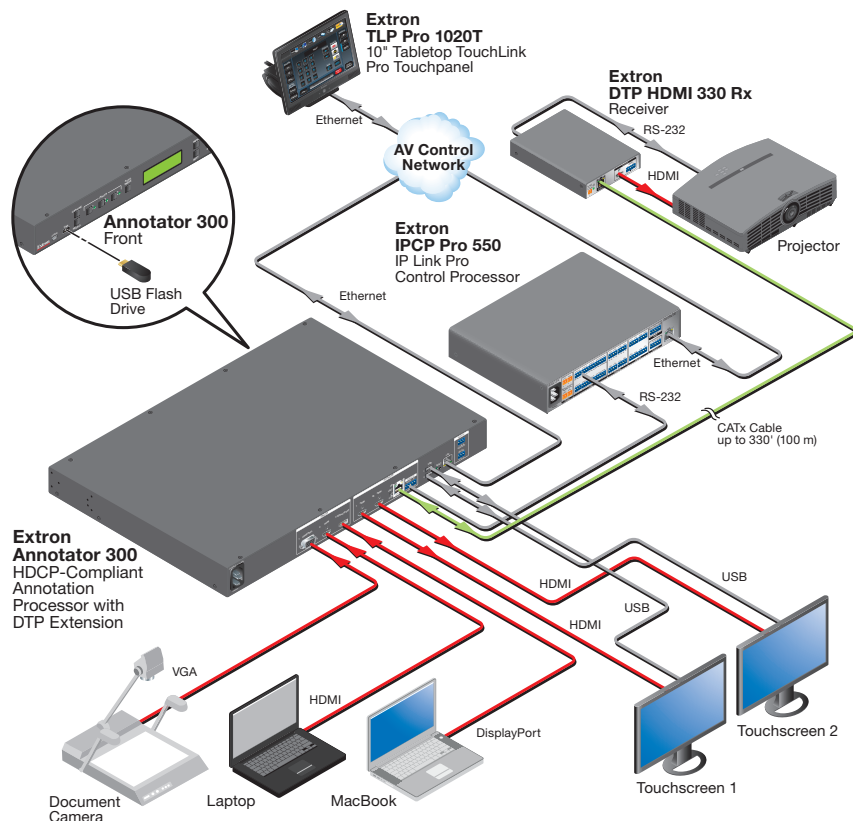 Extron
TLP Pro 1020T
10" Tabletop TouchLink
Pro Touchpanel
Ethernet
AV Control
Network
Extron
DTP HDMI 330 Rx
Receiver
RS-232
HDMI
Projector
Annotator 300
Front
USB Flash
Drive
Extron
IPCP Pro 550
IP Link Pro
Control Processor
Ethernet
Ethernet
RS-232
CATx Cable
up to 330' (100 m)
Extron
Annotator 300
HDCP-Compliant
Annotation
Processor with
DTP Extension
HDMI
USB
USB
HDMI
VGA
HDMI
DisplayPort
Document
Camera
Laptop
MacBook
Touchscreen 1
Touchscreen 2